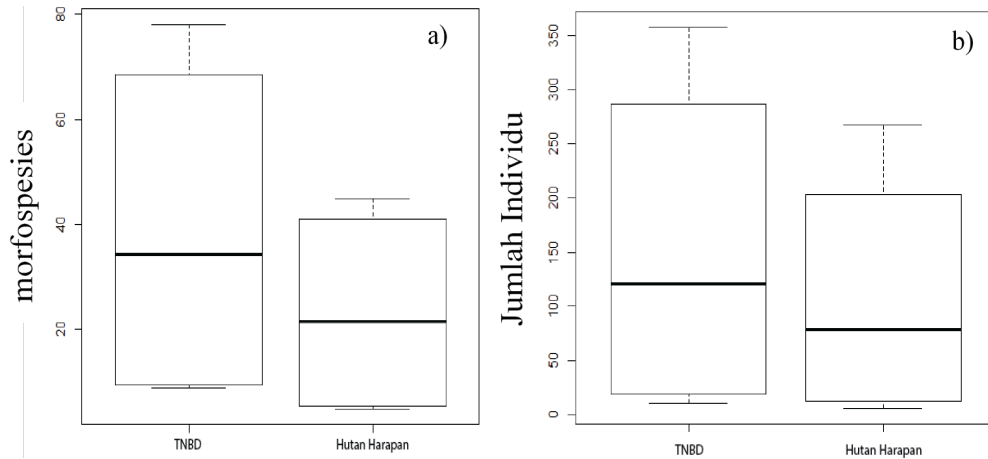 a)
morfospesies
80
60
40
20
TNBD
Hutan Harapan
b)
Jumlah Individu
350
300
250
200
150
100
50
0
TNBD
Hutan Harapan